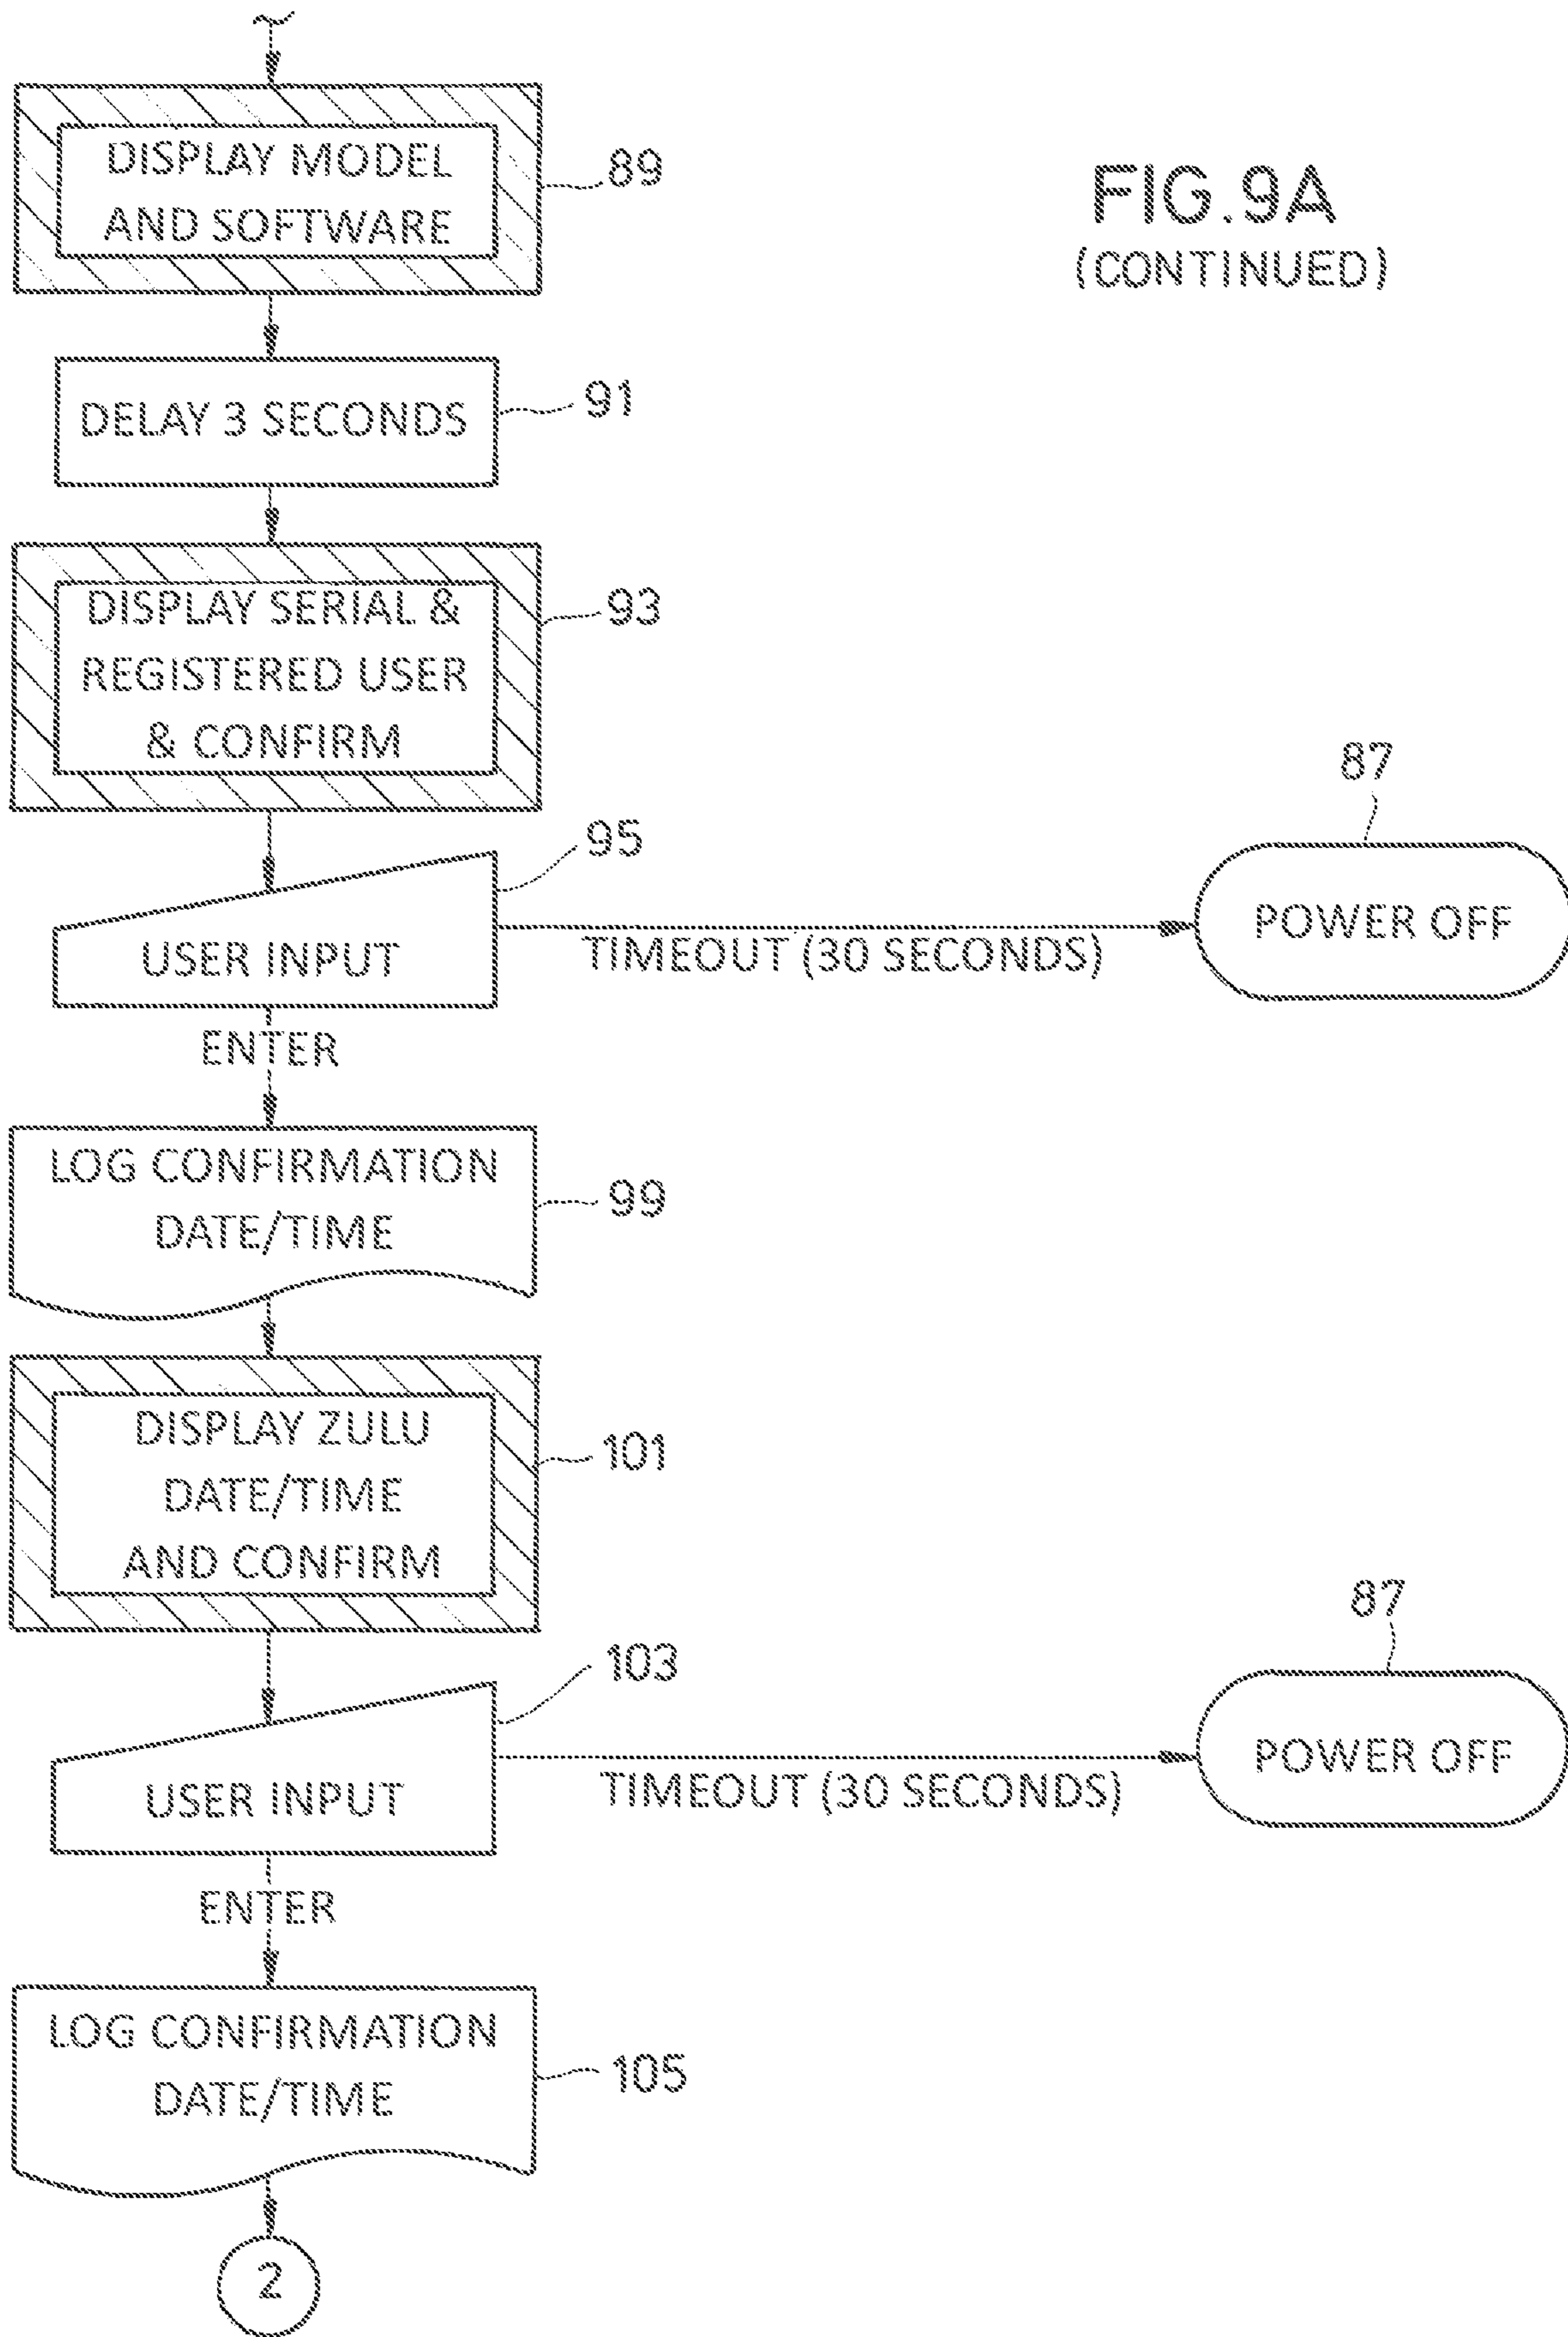 FIG.9A
(CONTINUED)
DISPLAY MODEL
AND SOFTWARE
89
DELAY 3 SECONDS
91
DISPLAY SERIAL &
REGISTERED USER
& CONFIRM
93
USER INPUT
95
TIMEOUT (30 SECONDS)
POWER OFF
87
ENTER
LOG CONFIRMATION
DATE/TIME
99
DISPLAY ZULU
DATE/TIME
AND CONFIRM
101
USER INPUT
103
TIMEOUT (30 SECONDS)
POWER OFF
87
ENTER
LOG CONFIRMATION
DATE/TIME
105
2